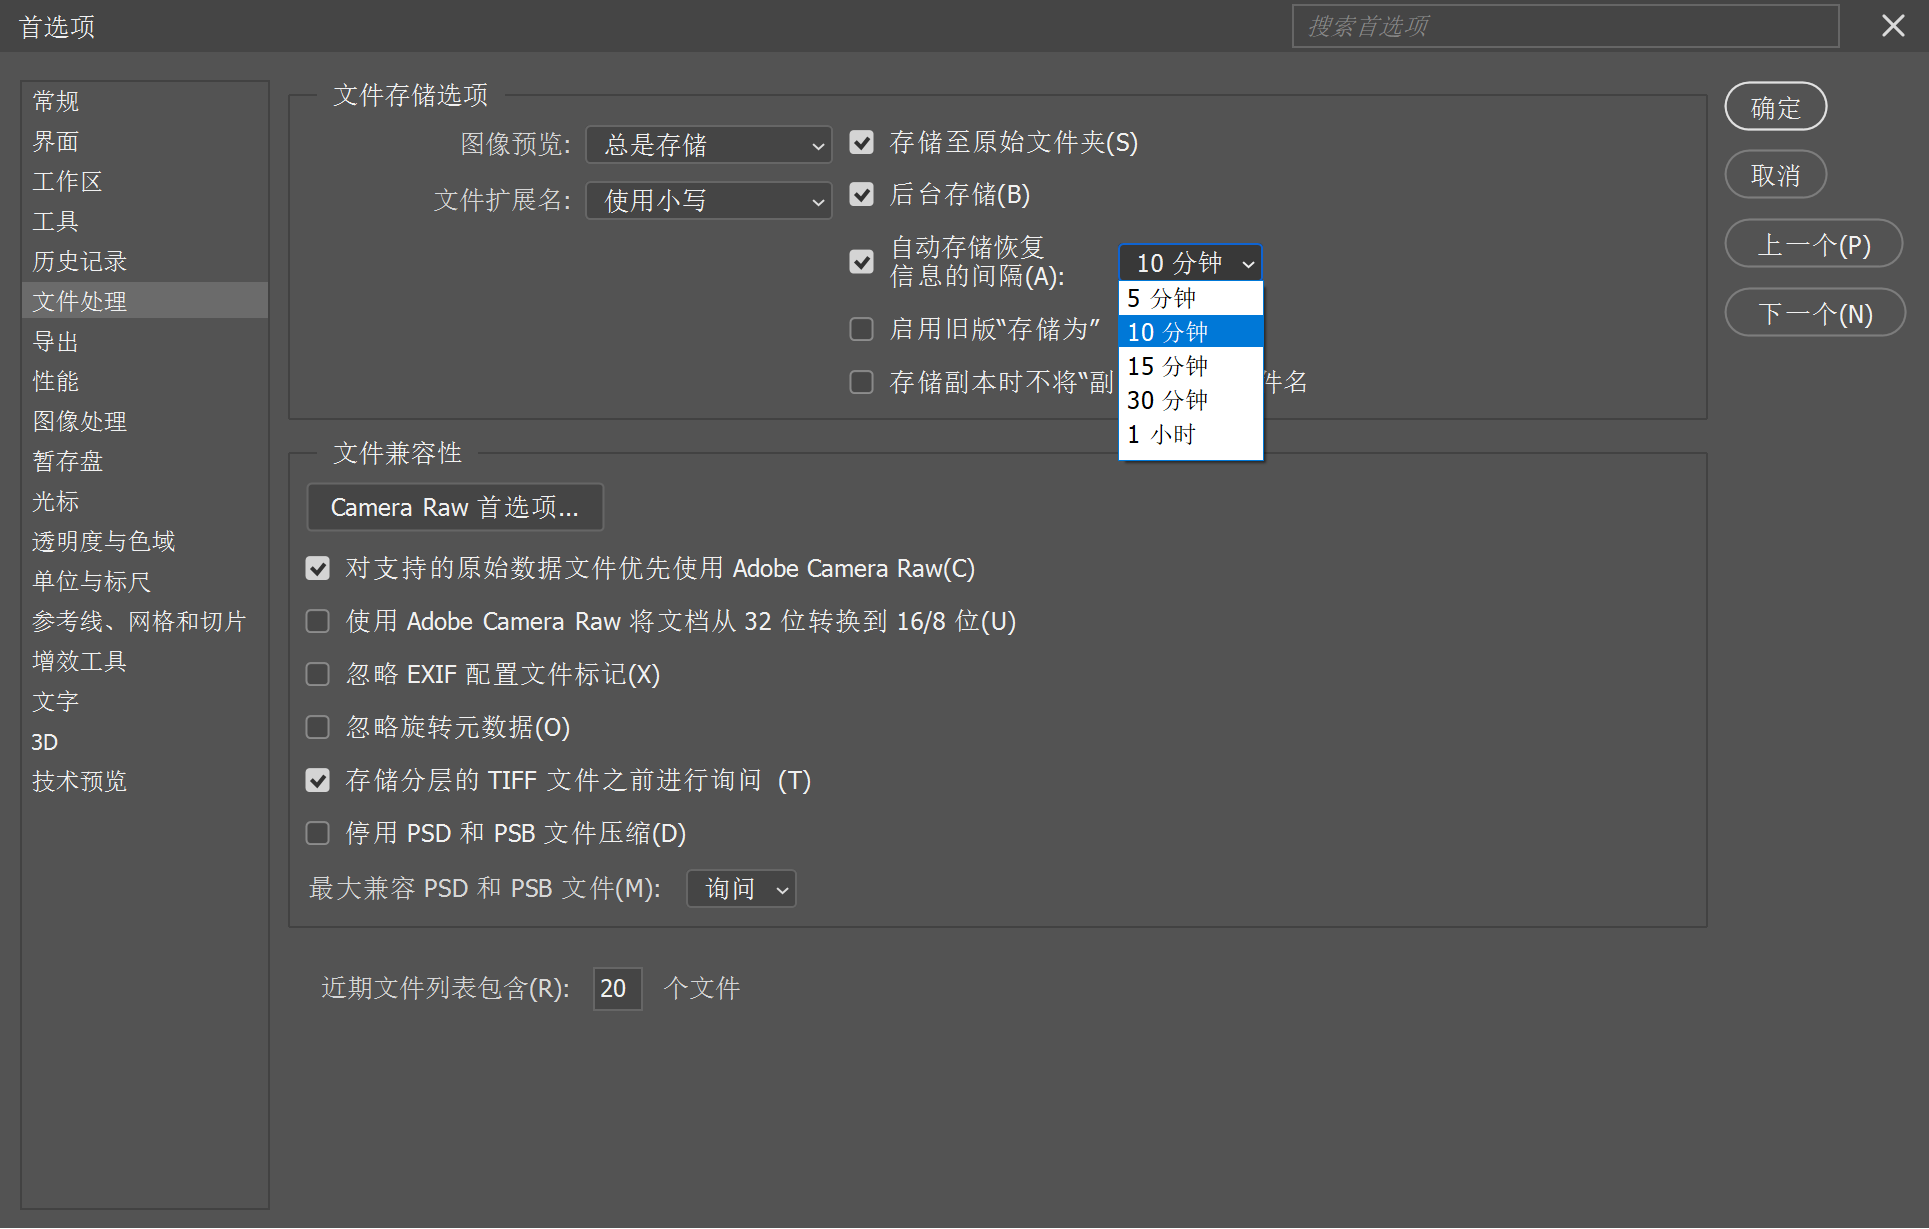 首选项
搜索首选项
常规
界面
工作区
工具
历史记录
文件处理
导出
性能
图像处理
暂存盘
光标
透明度与色域
单位与标尺
参考线、网格和切片
增效工具
文字
3D
技术预览
文件存储选项
图像预览: 总是存储
文件扩展名: 使用小写
存储至原始文件夹(S)
后台存储(B)
自动存储恢复
信息的间隔(A):
10 分钟
5 分钟
10 分钟
15 分钟
30 分钟
1 小时
启用旧版“存储为”
存储副本时不将“副 件名
文件兼容性
Camera Raw 首选项...
对支持的原始数据文件优先使用 Adobe Camera Raw(C)
使用 Adobe Camera Raw 将文档从 32 位转换到 16/8 位(U)
忽略 EXIF 配置文件标记(X)
忽略旋转元数据(O)
存储分层的 TIFF 文件之前进行询问 (T)
停用 PSD 和 PSB 文件压缩(D)
最大兼容 PSD 和 PSB 文件(M): 询问
近期文件列表包含(R): 20 个文件
确定
取消
上一个(P)
下一个(N)